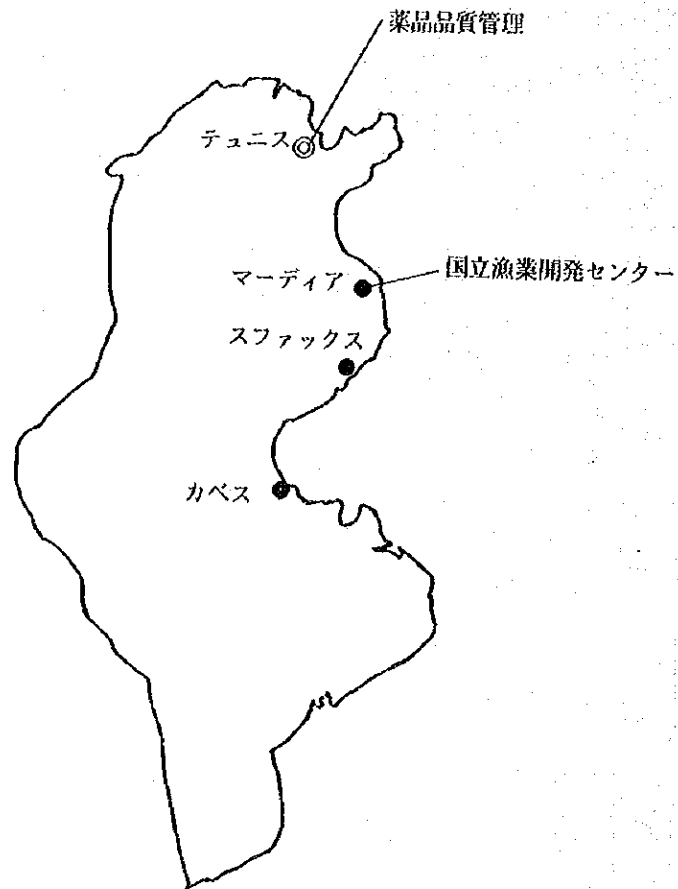 薬品品質管理
テュニス
マーディア
国立漁業開発センター
スファックス
カベス